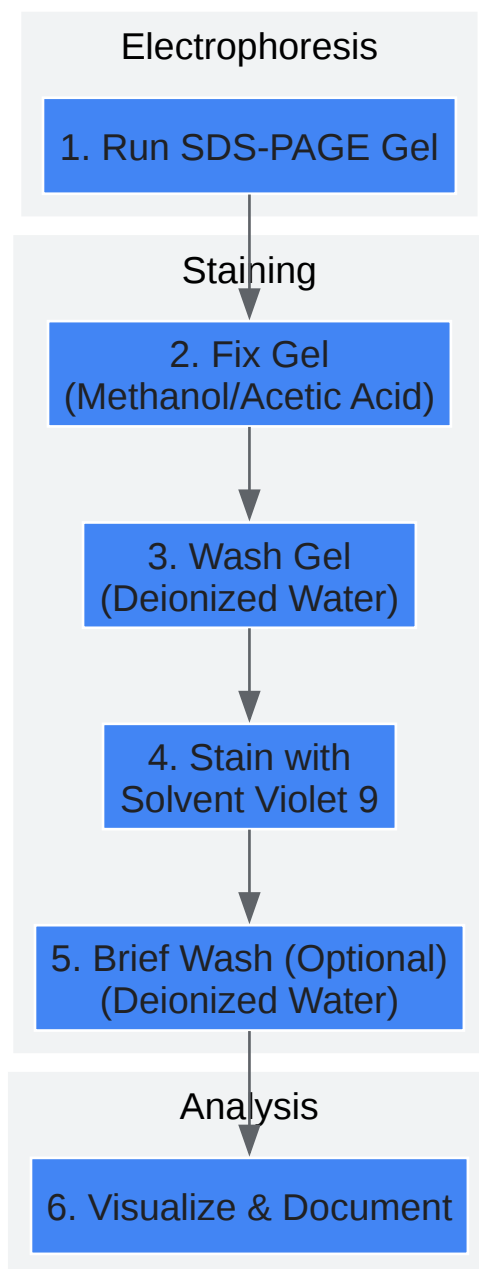 Electrophoresis
1. Run SDS-PAGE Gel
Staining
2. Fix Gel
(Methanol/Acetic Acid)
3. Wash Gel
(Deionized Water)
4. Stain with
Solvent Violet 9
5. Brief Wash (Optional)
(Deionized Water)
Analysis
6. Visualize & Document